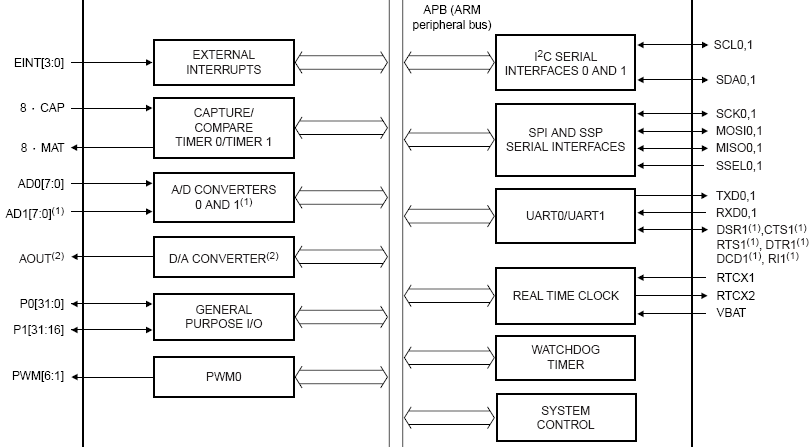 APB (ARM
peripheral bus)
EINT[3:0]
EXTERNAL
INTERRUPTS
8 · CAP
8 · MAT
CAPTURE/
COMPARE
TIMER 0/TIMER 1
AD0[7:0]
AD1[7:0](1)
A/D CONVERTERS
0 AND 1(1)
AOUT(2)
D/A CONVERTER(2)
P0[31:0]
P1[31:16]
GENERAL
PURPOSE I/O
PWM[6:1]
PWM0
I2C SERIAL
INTERFACES 0 AND 1
SCL0,1
SDA0,1
SPI AND SSP
SERIAL INTERFACES
SCK0,1
MOSI0,1
MISO0,1
SSEL0,1
UART0/UART1
TXD0,1
RXD0,1
DSR1(1),CTS1(1)
RTS1(1), DTR1(1)
DCD1(1), RI1(1)
REAL TIME CLOCK
RTCX1
RTCX2
VBAT
WATCHDOG
TIMER
SYSTEM
CONTROL